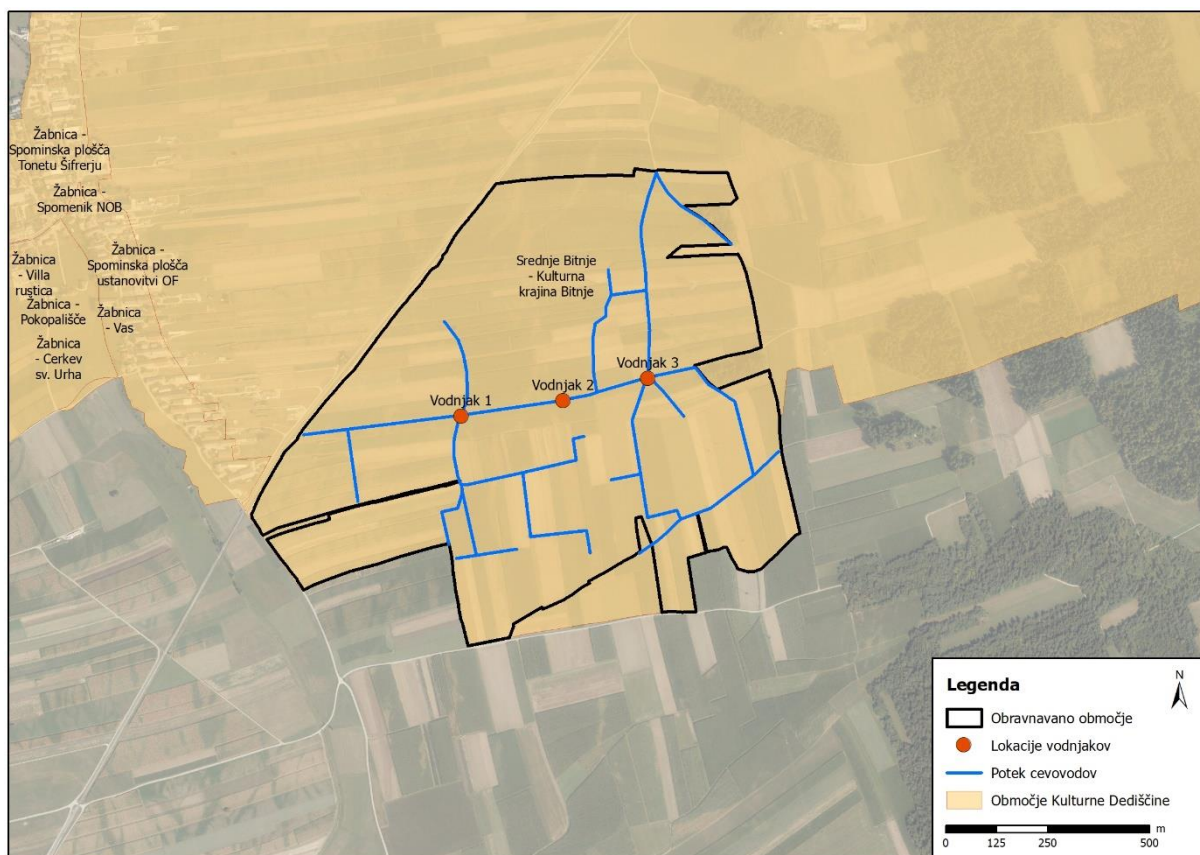 Žabnica -
Spominska plošča
Tonetu Šifrerju
Žabnica -
Spomenik NOB
Žabnica -
Spominska plošča
ustanovitvi OF
Žabnica
- Villa
rustica
Žabnica -
Pokopališče
Žabnica
- Vas
Žabnica
- Cerkev
sv. Urha
Srednje Bitnje
- Kulturna
krajina Bitnje
Vodnjak 1
Vodnjak 2
Vodnjak 3
Legenda
N
Obravnavano območje
Lokacije vodnjakov
Potek cevovodov
Območje Kulturne Dediščine
m
0 125 250 500